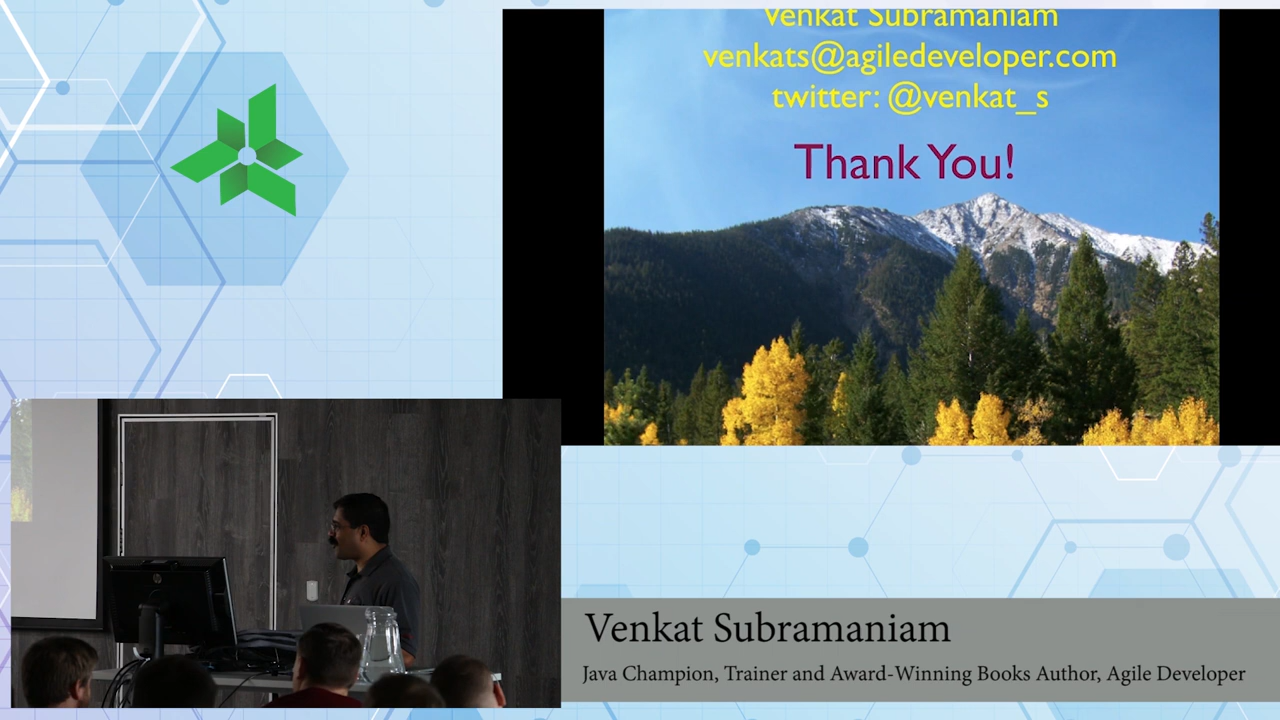 Venkat Subramaniam
venkats@agiledeveloper.com
twitter: @venkat_s
Thank You!
Venkat Subramaniam
Java Champion, Trainer and Award-Winning Books Author, Agile Developer